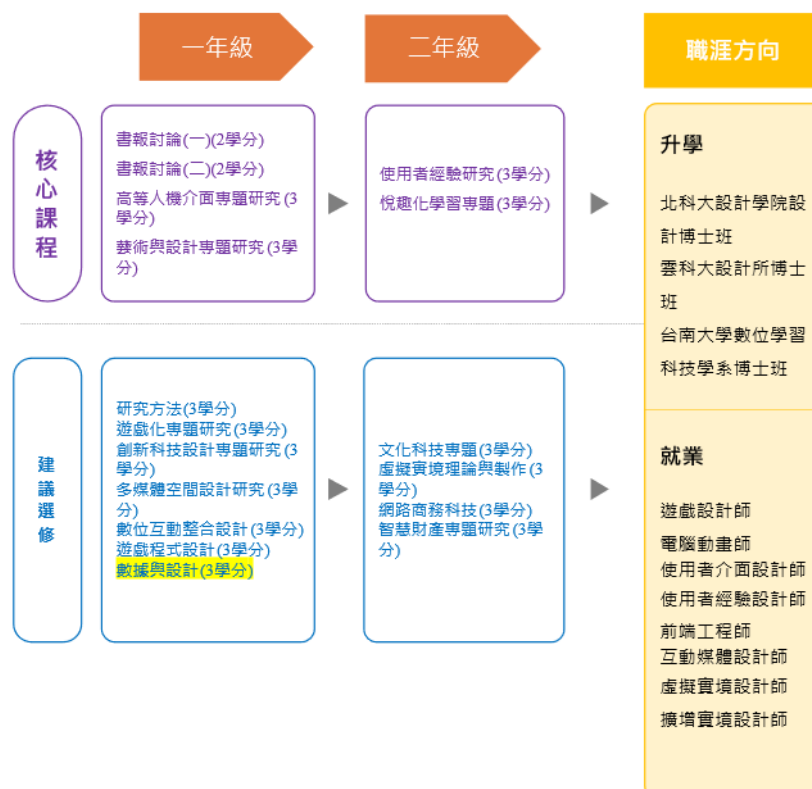 一年級
二年級
職涯方向
核
心
課
程
書報討論(一)(2學分)
書報討論(二)(2學分)
高等人機介面專題研究(3
學分)
藝術與設計專題研究(3學
分)
使用者經驗研究(3學分)
悅趣化學習專題(3學分)
升學
北科大設計學院設
計博士班
雲科大設計所博士
班
台南大學數位學習
科技學系博士班
建
議
選
修
研究方法(3學分)
遊戲化專題研究(3學分)
創新科技設計專題研究(3
學分)
多媒體空間設計研究(3學
分)
數位互動整合設計(3學分)
遊戲程式設計(3學分)
數據與設計(3學分)
文化科技專題(3學分)
虛擬實境理論與製作(3
學分)
網路商務科技(3學分)
智慧財產專題研究(3學
分)
就業
遊戲設計師
電腦動畫師
使用者介面設計師
使用者經驗設計師
前端工程師
互動媒體設計師
虛擬實境設計師
擴增實境設計師